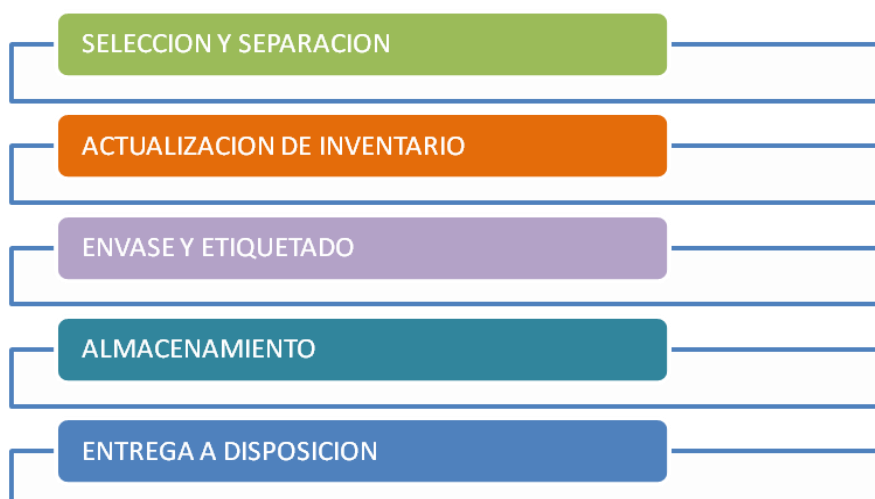 SELECCION Y SEPARACION
ACTUALIZACION DE INVENTARIO
ENVASE Y ETIQUETADO
ALMACENAMIENTO
ENTREGA A DISPOSICION